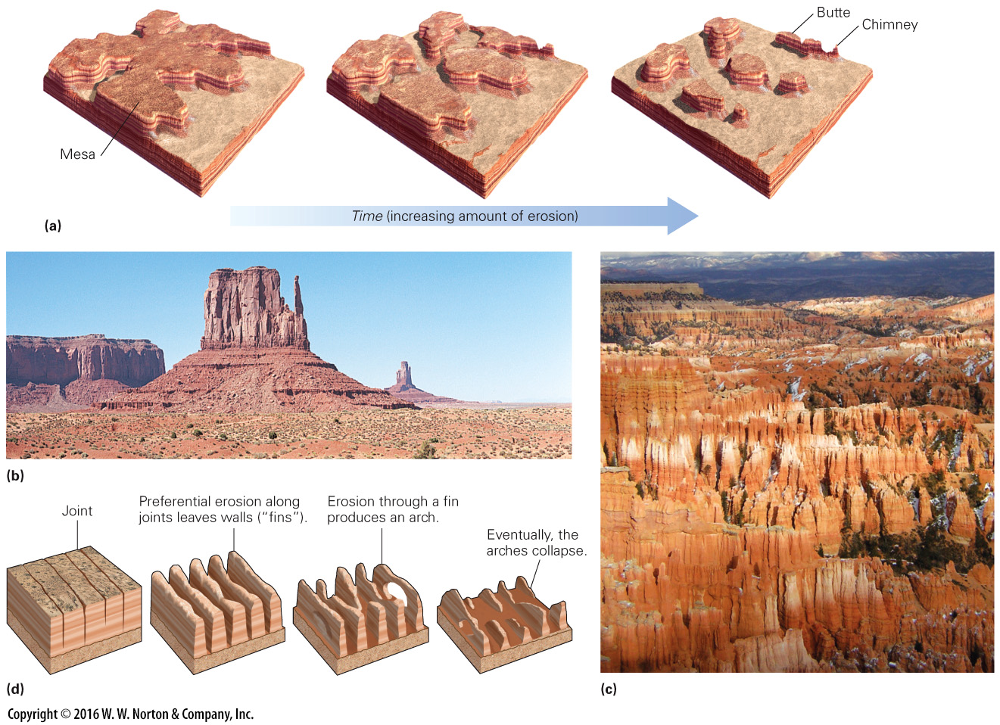 Butte
Chimney
Mesa
Time (increasing amount of erosion)
(a)
(b)
Joint
Preferential erosion along
joints leaves walls (“fins”).
Erosion through a fin
produces an arch.
Eventually, the
arches collapse.
(d)
(c)
Copyright © 2016 W. W. Norton & Company, Inc.